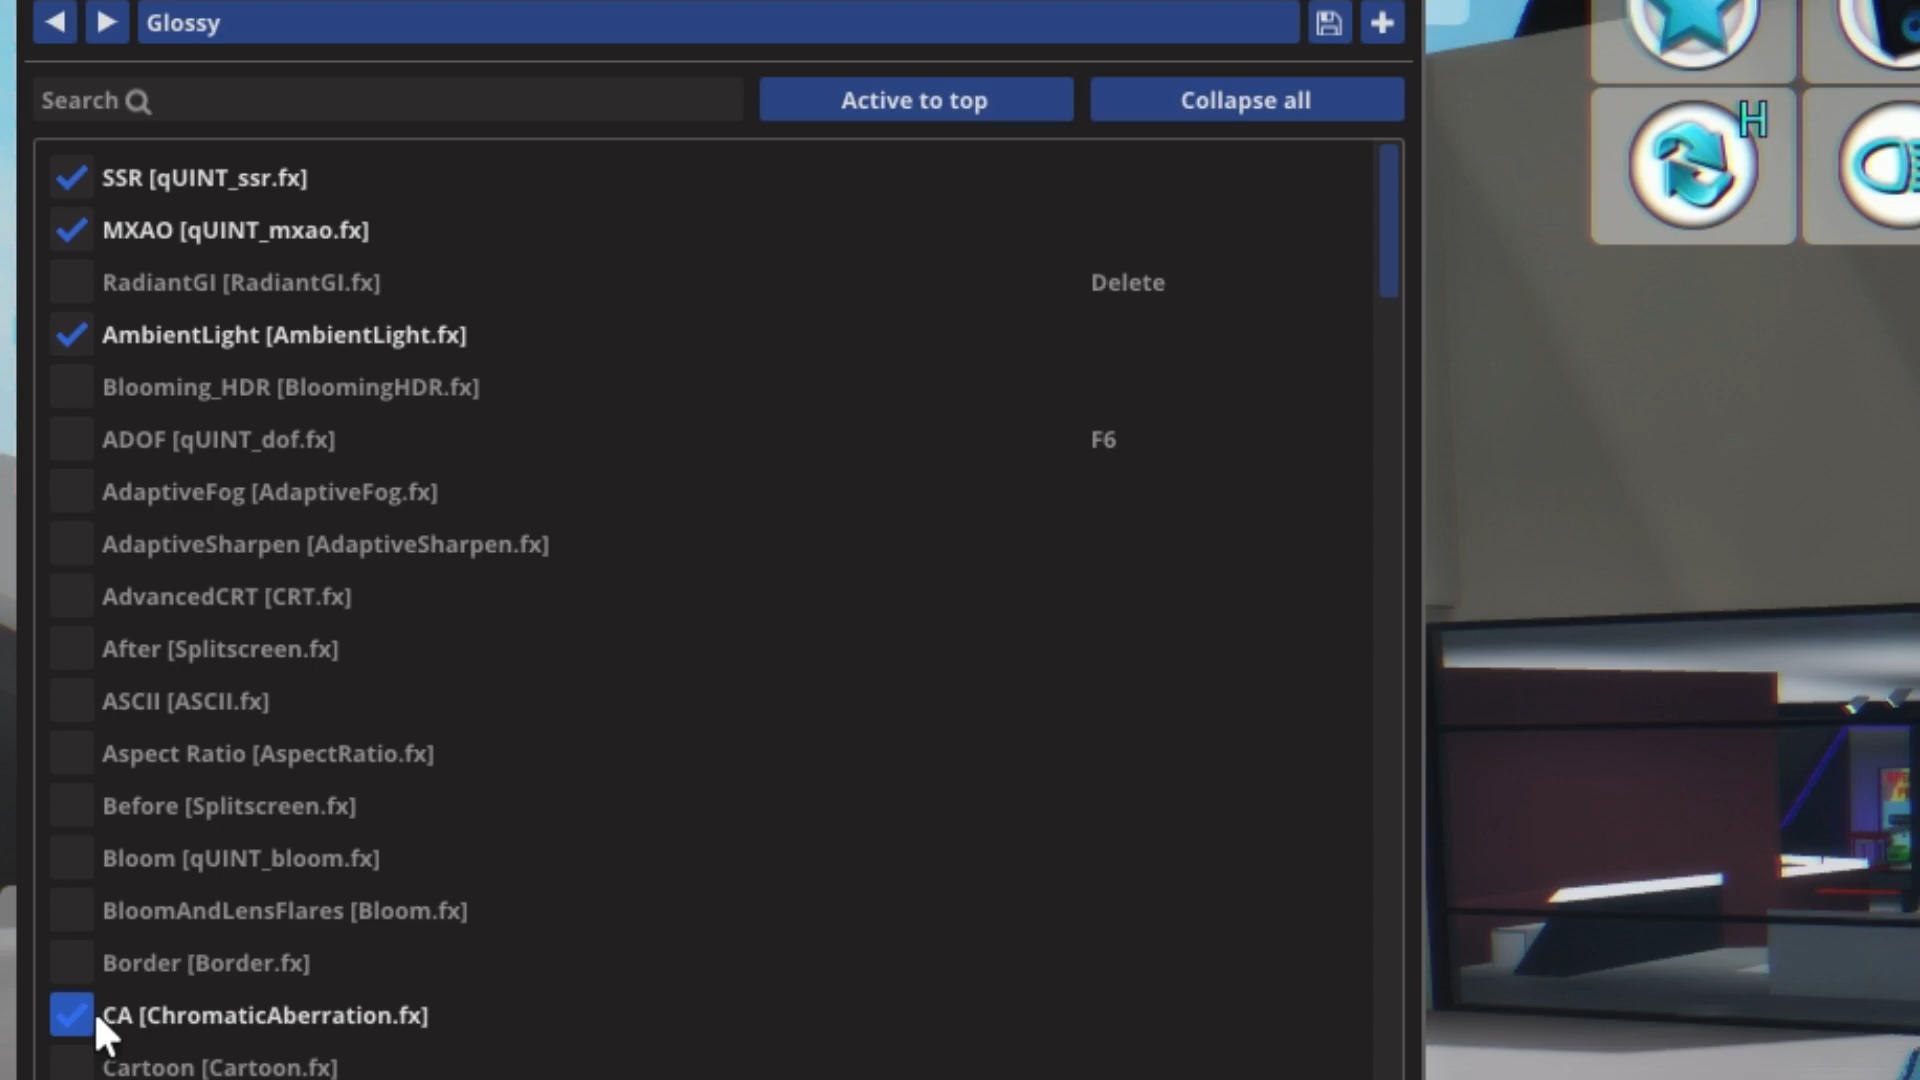 Glossy
Search
Active to top
Collapse all
SSR [qUINT_ssr.fx]
MXAO [qUINT_mxao.fx]
RadiantGI [RadiantGI.fx] Delete
AmbientLight [AmbientLight.fx]
Blooming_HDR [BloomingHDR.fx]
ADOF [qUINT_dof.fx] F6
AdaptiveFog [AdaptiveFog.fx]
AdaptiveSharpen [AdaptiveSharpen.fx]
AdvancedCRT [CRT.fx]
After [Splitscreen.fx]
ASCII [ASCII.fx]
Aspect Ratio [AspectRatio.fx]
Before [Splitscreen.fx]
Bloom [qUINT_bloom.fx]
BloomAndLensFlares [Bloom.fx]
Border [Border.fx]
CA [ChromaticAberration.fx]
Cartoon [Cartoon.fx]
H